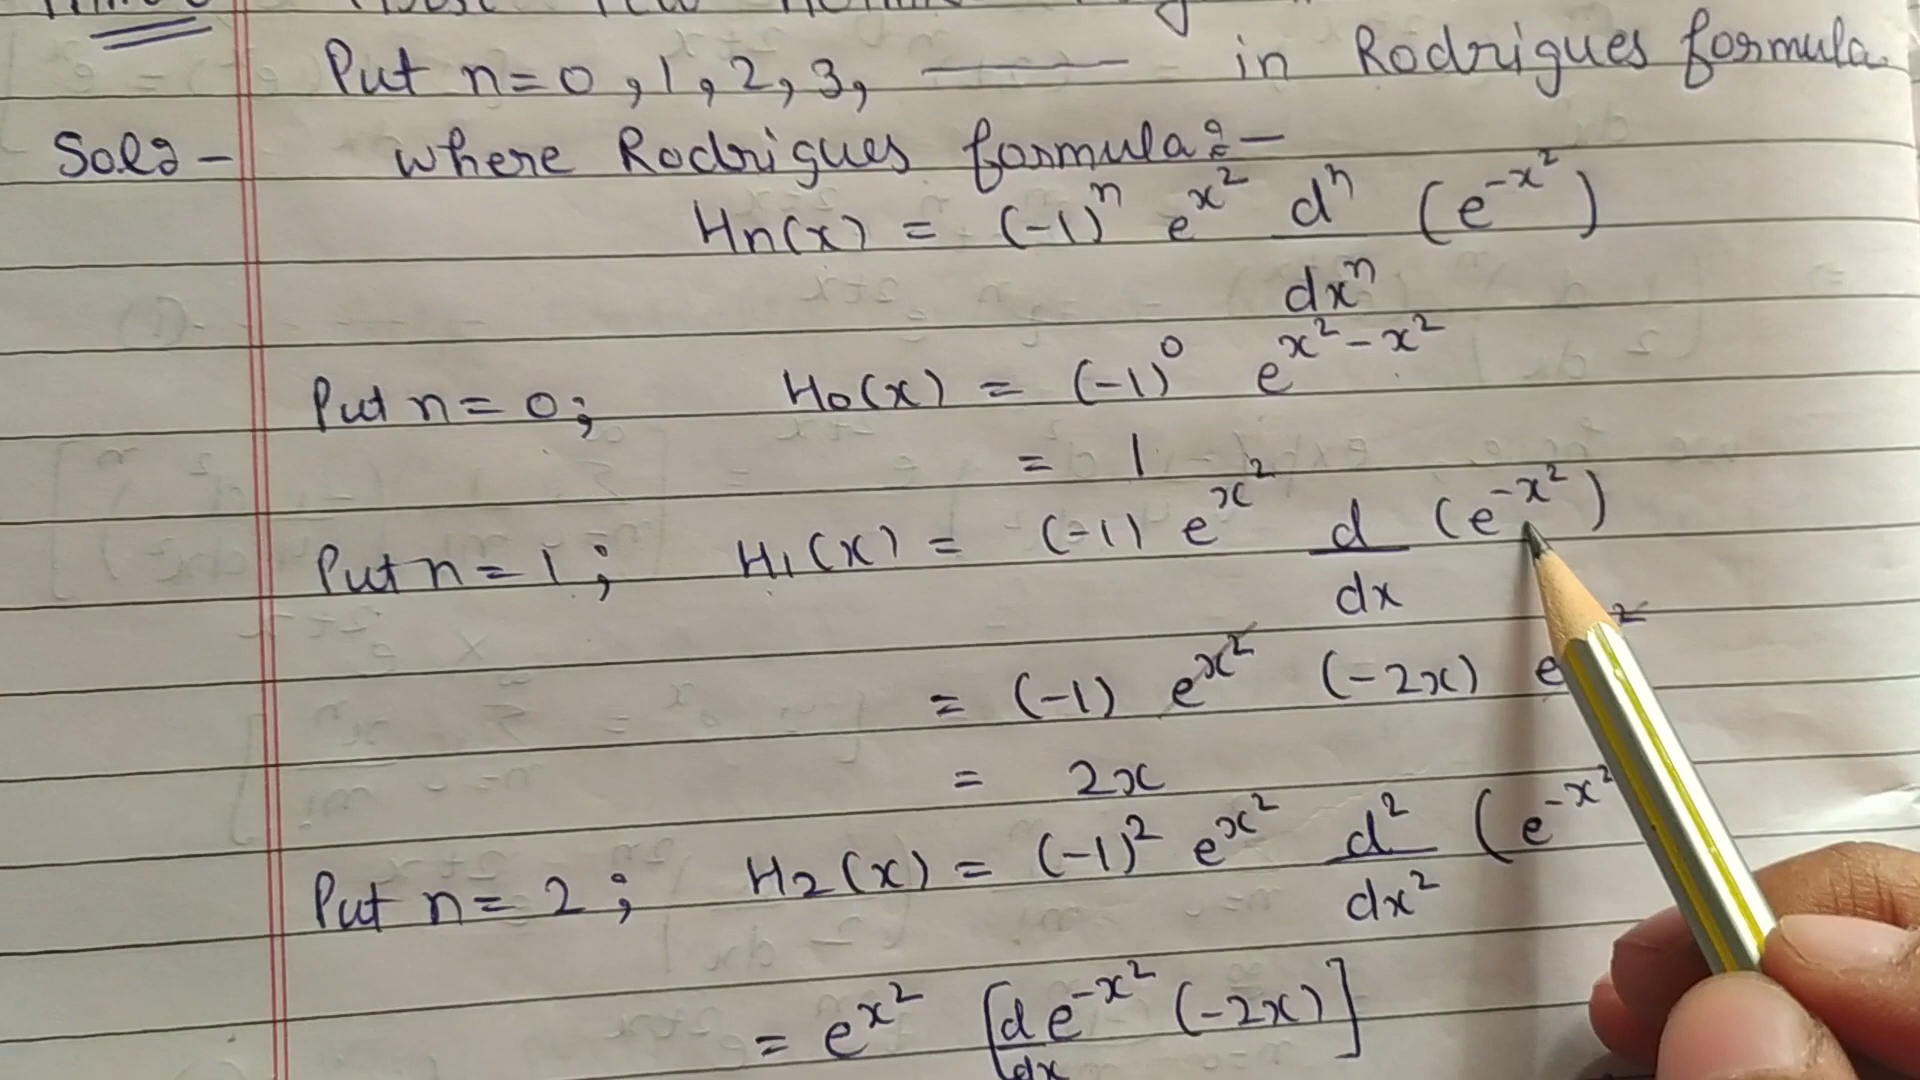 Put n=0, 1, 2, 3, —— in Rodrigues formula.
Soln - where Rodrigues formula:-
Hn(x) = (-1)^n e^x² d^n/dx^n (e^-x²)
Put n=0; H₀(x) = (-1)^0 e^x²-x²
= 1
Put n=1; H₁(x) = (-1) e^x² d/dx (e^-x²)
= (-1) e^x² (-2x) e
= 2x
Put n=2; H₂(x) = (-1)² e^x² d²/dx² (e^-x²
= e^x² [d/dx e^-x² (-2x)]